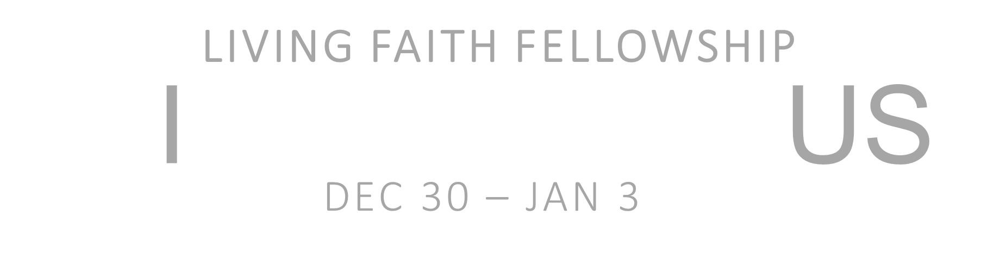 LIVING FAITH FELLOWSHIP
I US
DEC 30 – JAN 3